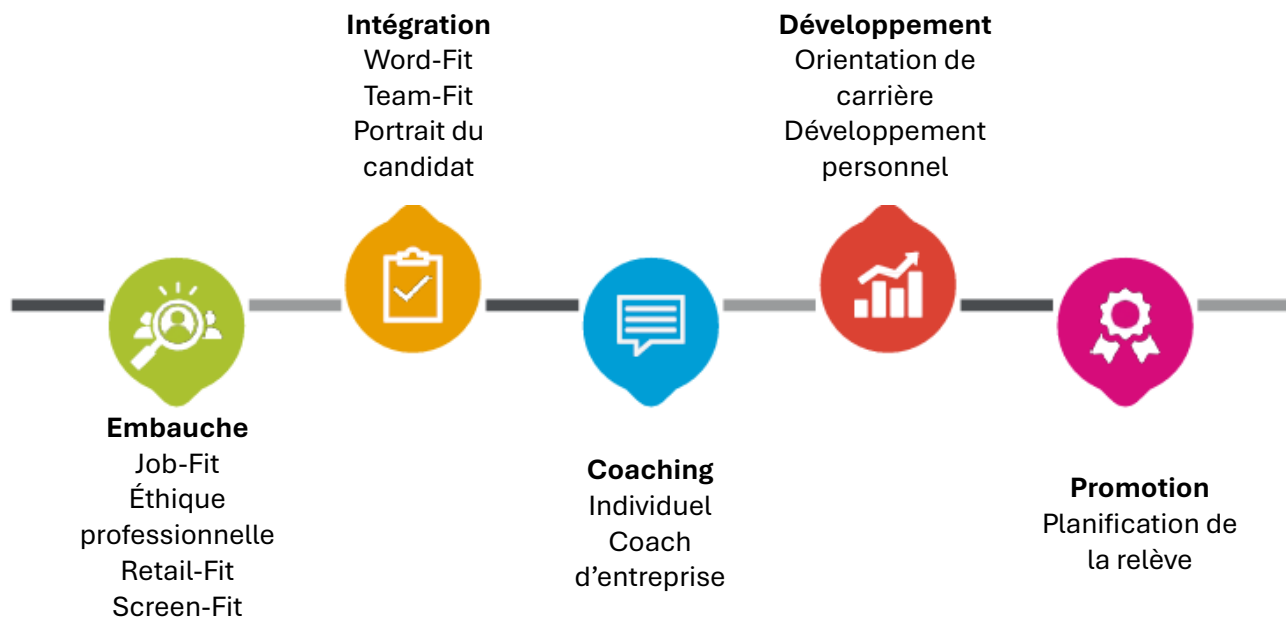 Intégration
Word-Fit
Team-Fit
Portrait du
candidat
Développement
Orientation de
carrière
Développement
personnel
Embauche
Job-Fit
Éthique
professionnelle
Retail-Fit
Screen-Fit
Coaching
Individuel
Coach
d’entreprise
Promotion
Planification de
la relève